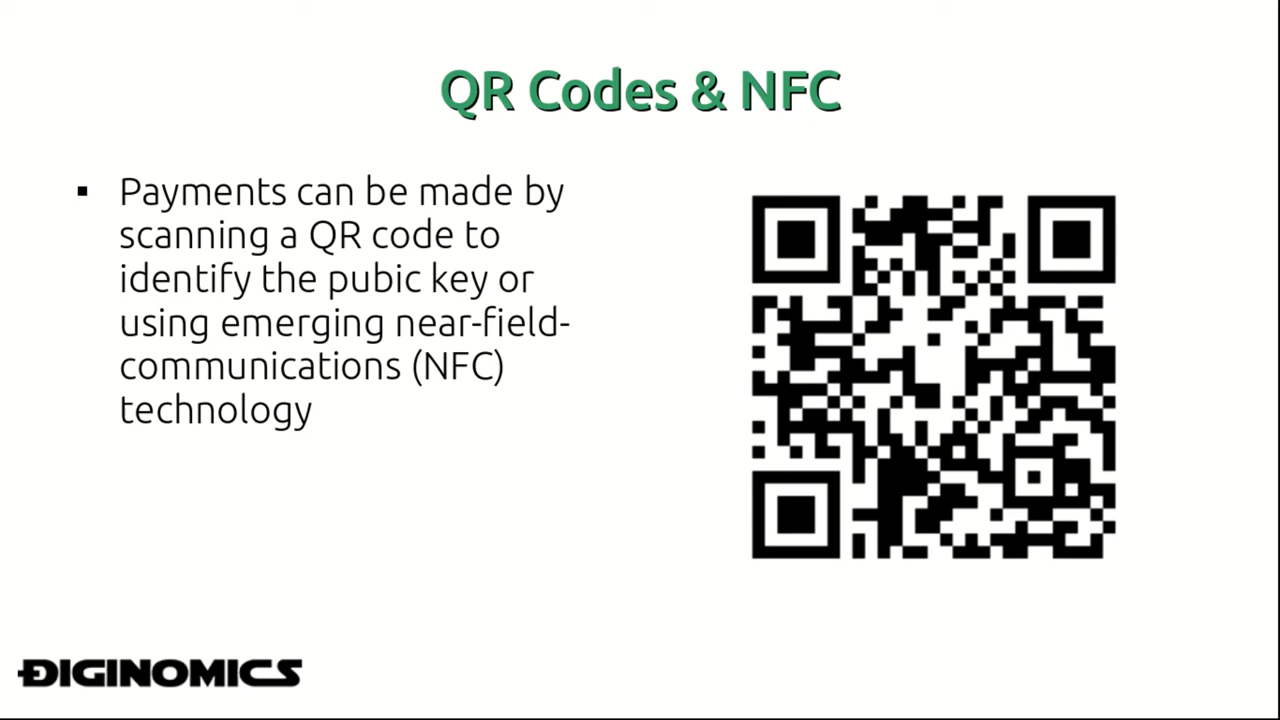 QR Codes & NFC
▪ Payments can be made by
scanning a QR code to
identify the pubic key or
using emerging near-field-
communications (NFC)
technology
ĐIGINOMICS